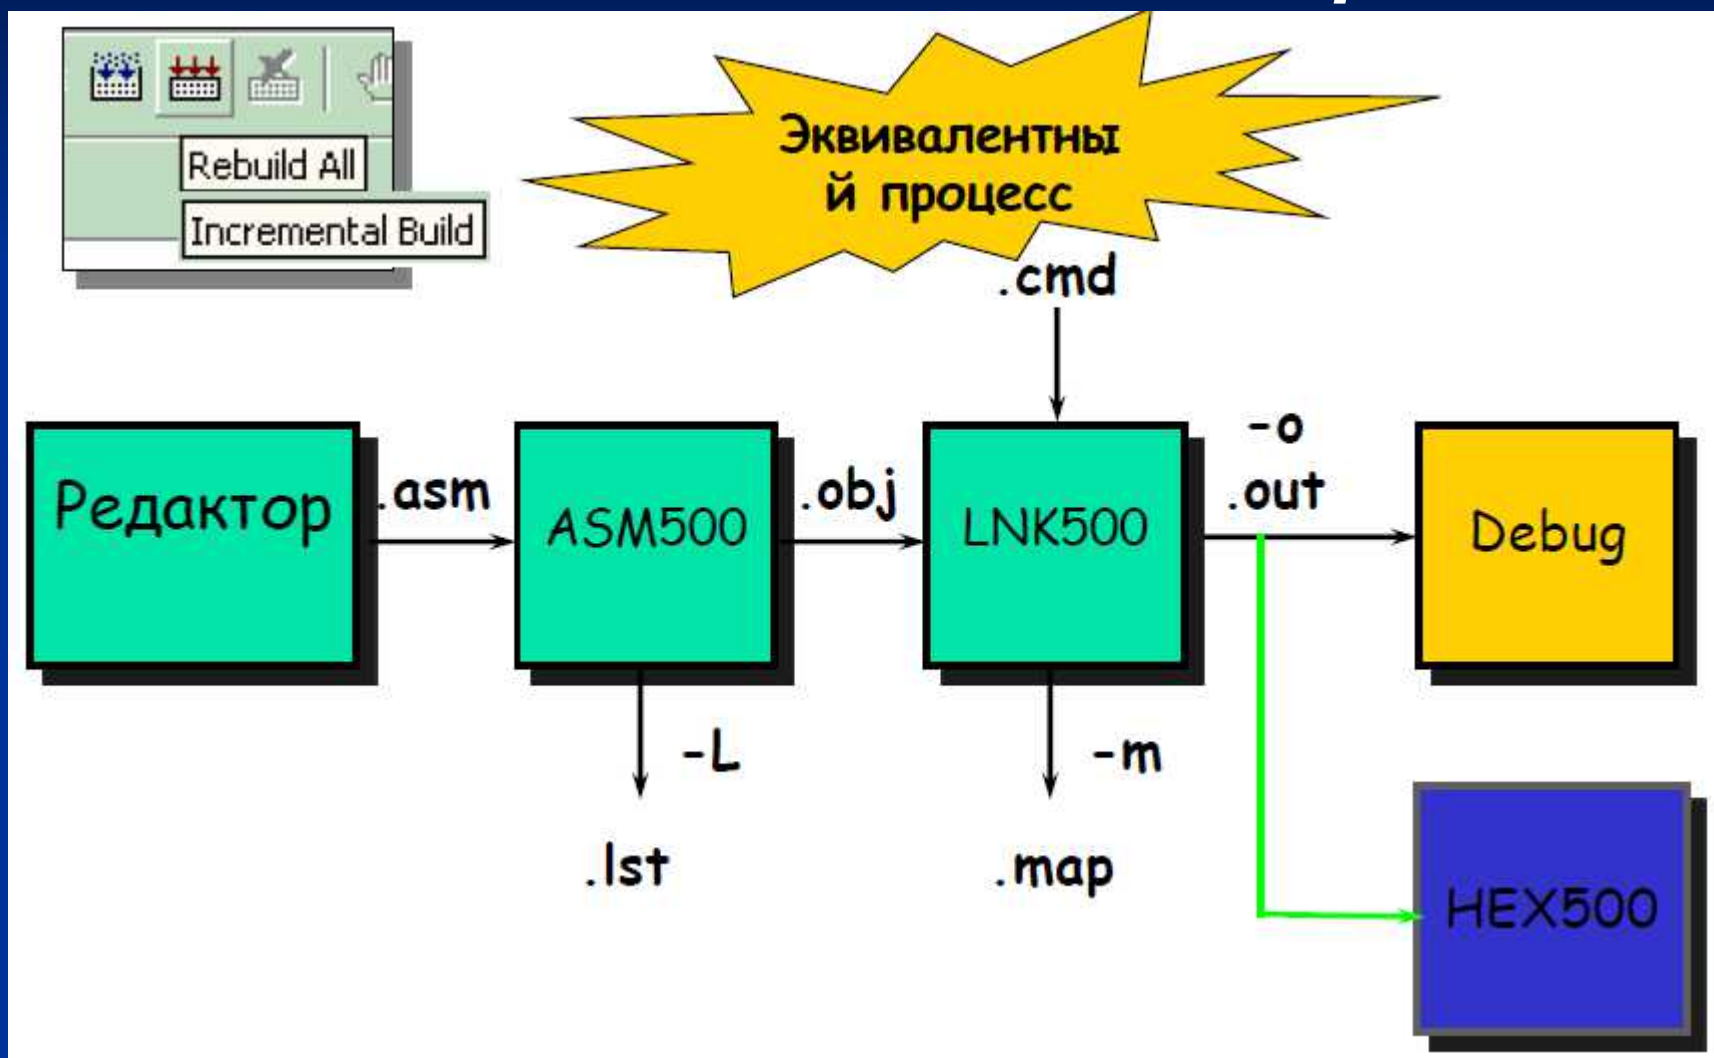 Rebuild All
Incremental Build
Эквивалентны
й процесс
.cmd
Редактор
.asm
ASM500
.obj
LNK500
-o
.out
Debug
-L
.lst
-m
.map
HEX500